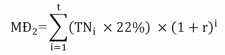 MĐ₂=∑ᵢ₌₁ᵗ(TNᵢ × 22%) × (1 + r)ⁱ